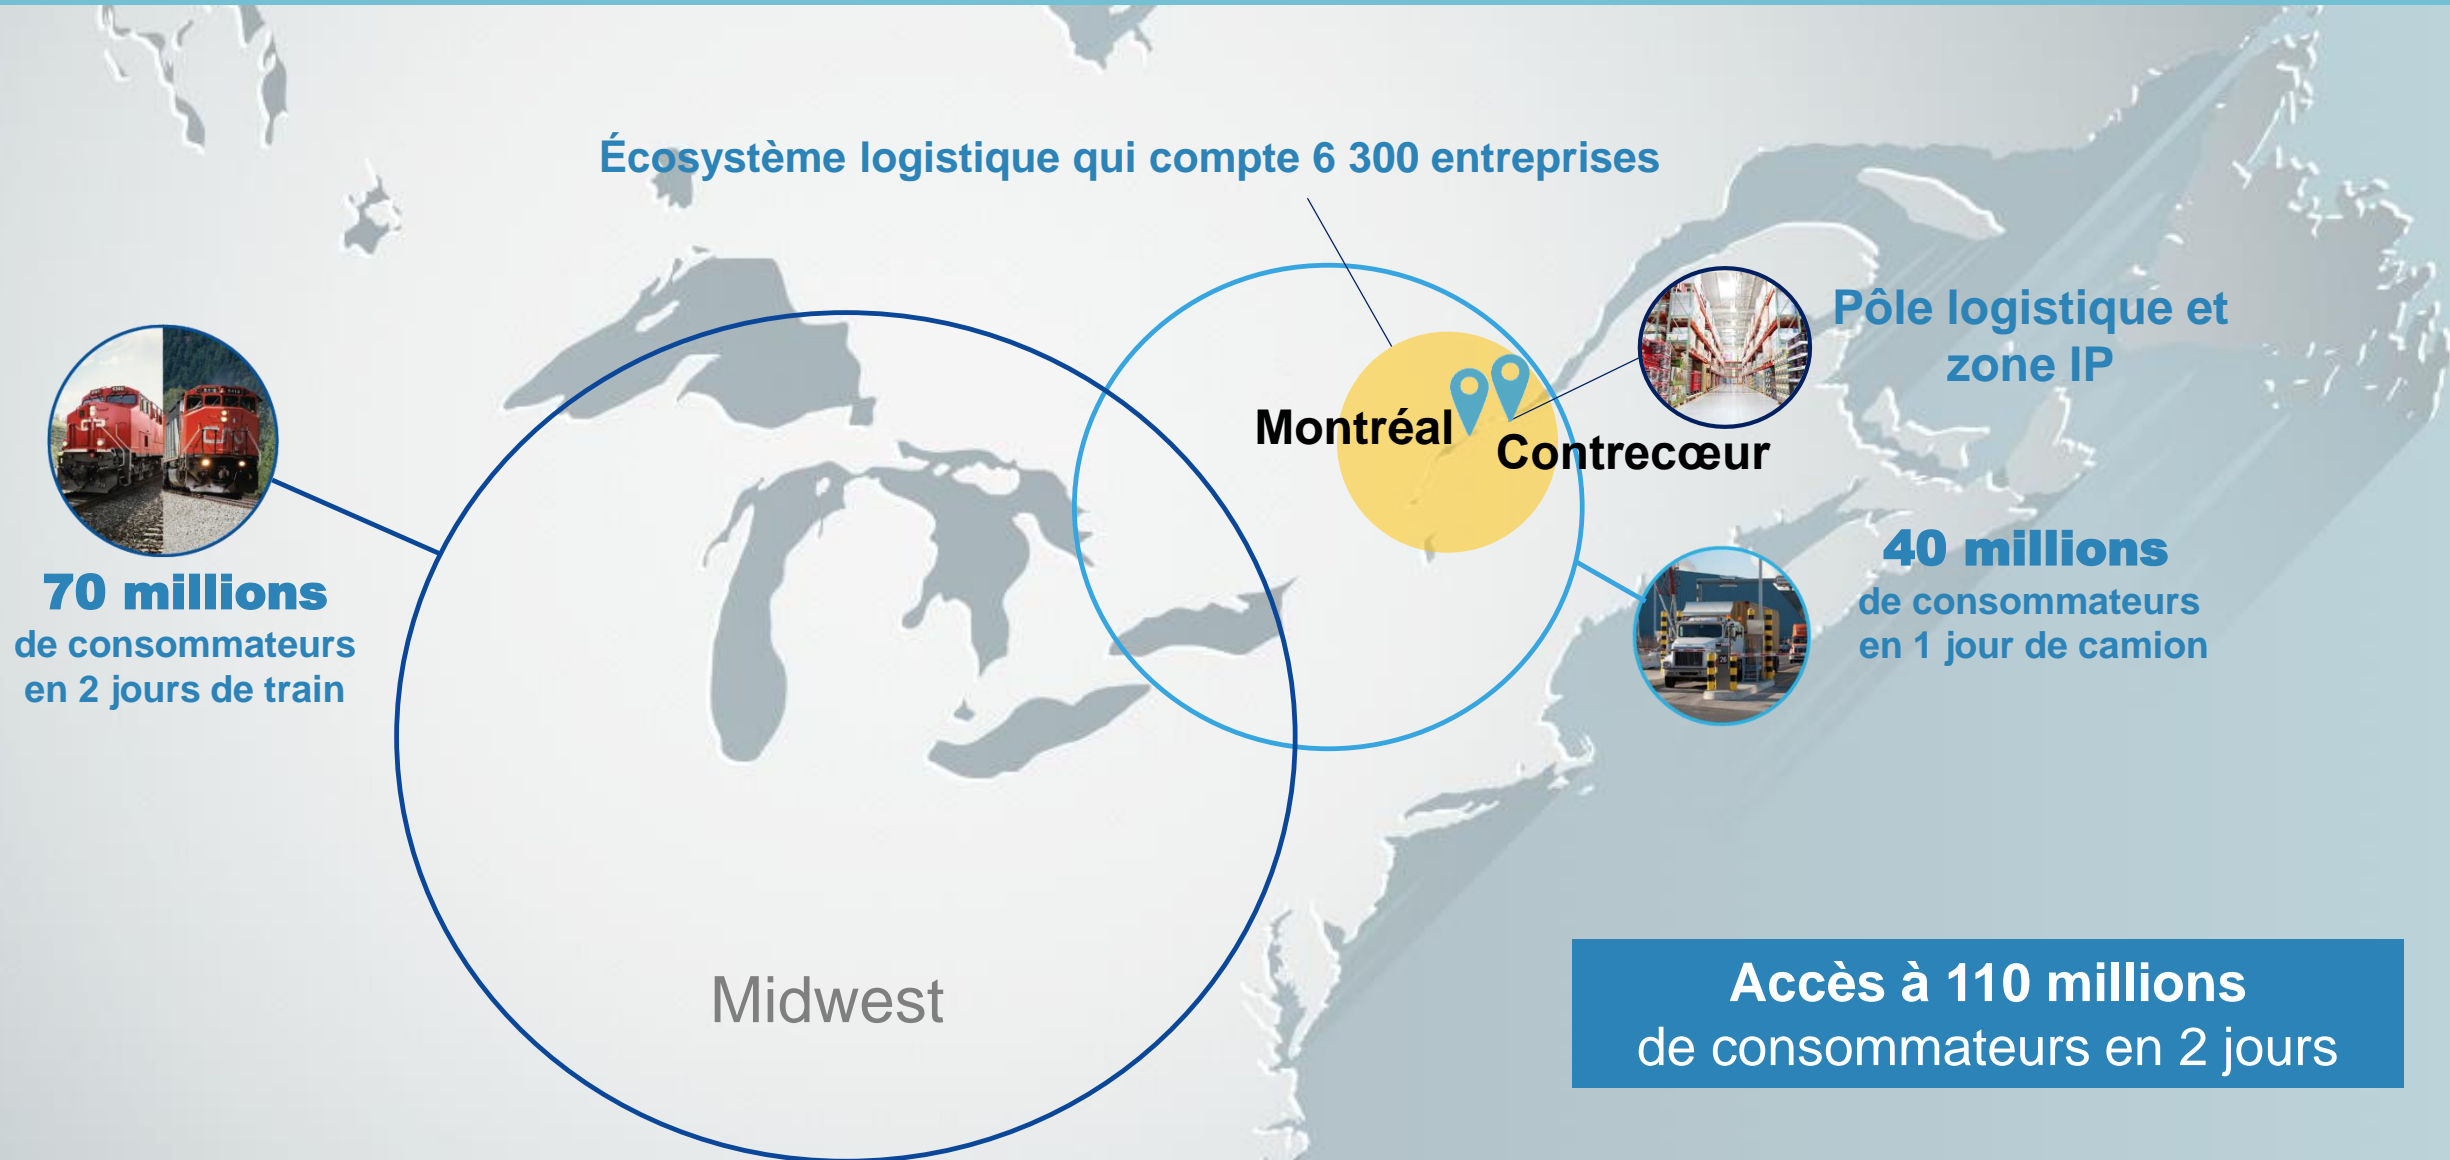 Écosystème logistique qui compte 6 300 entreprises
Pôle logistique et
zone IP
Montréal
Contrecœur
70 millions
de consommateurs
en 2 jours de train
40 millions
de consommateurs
en 1 jour de camion
Midwest
Accès à 110 millions
de consommateurs en 2 jours